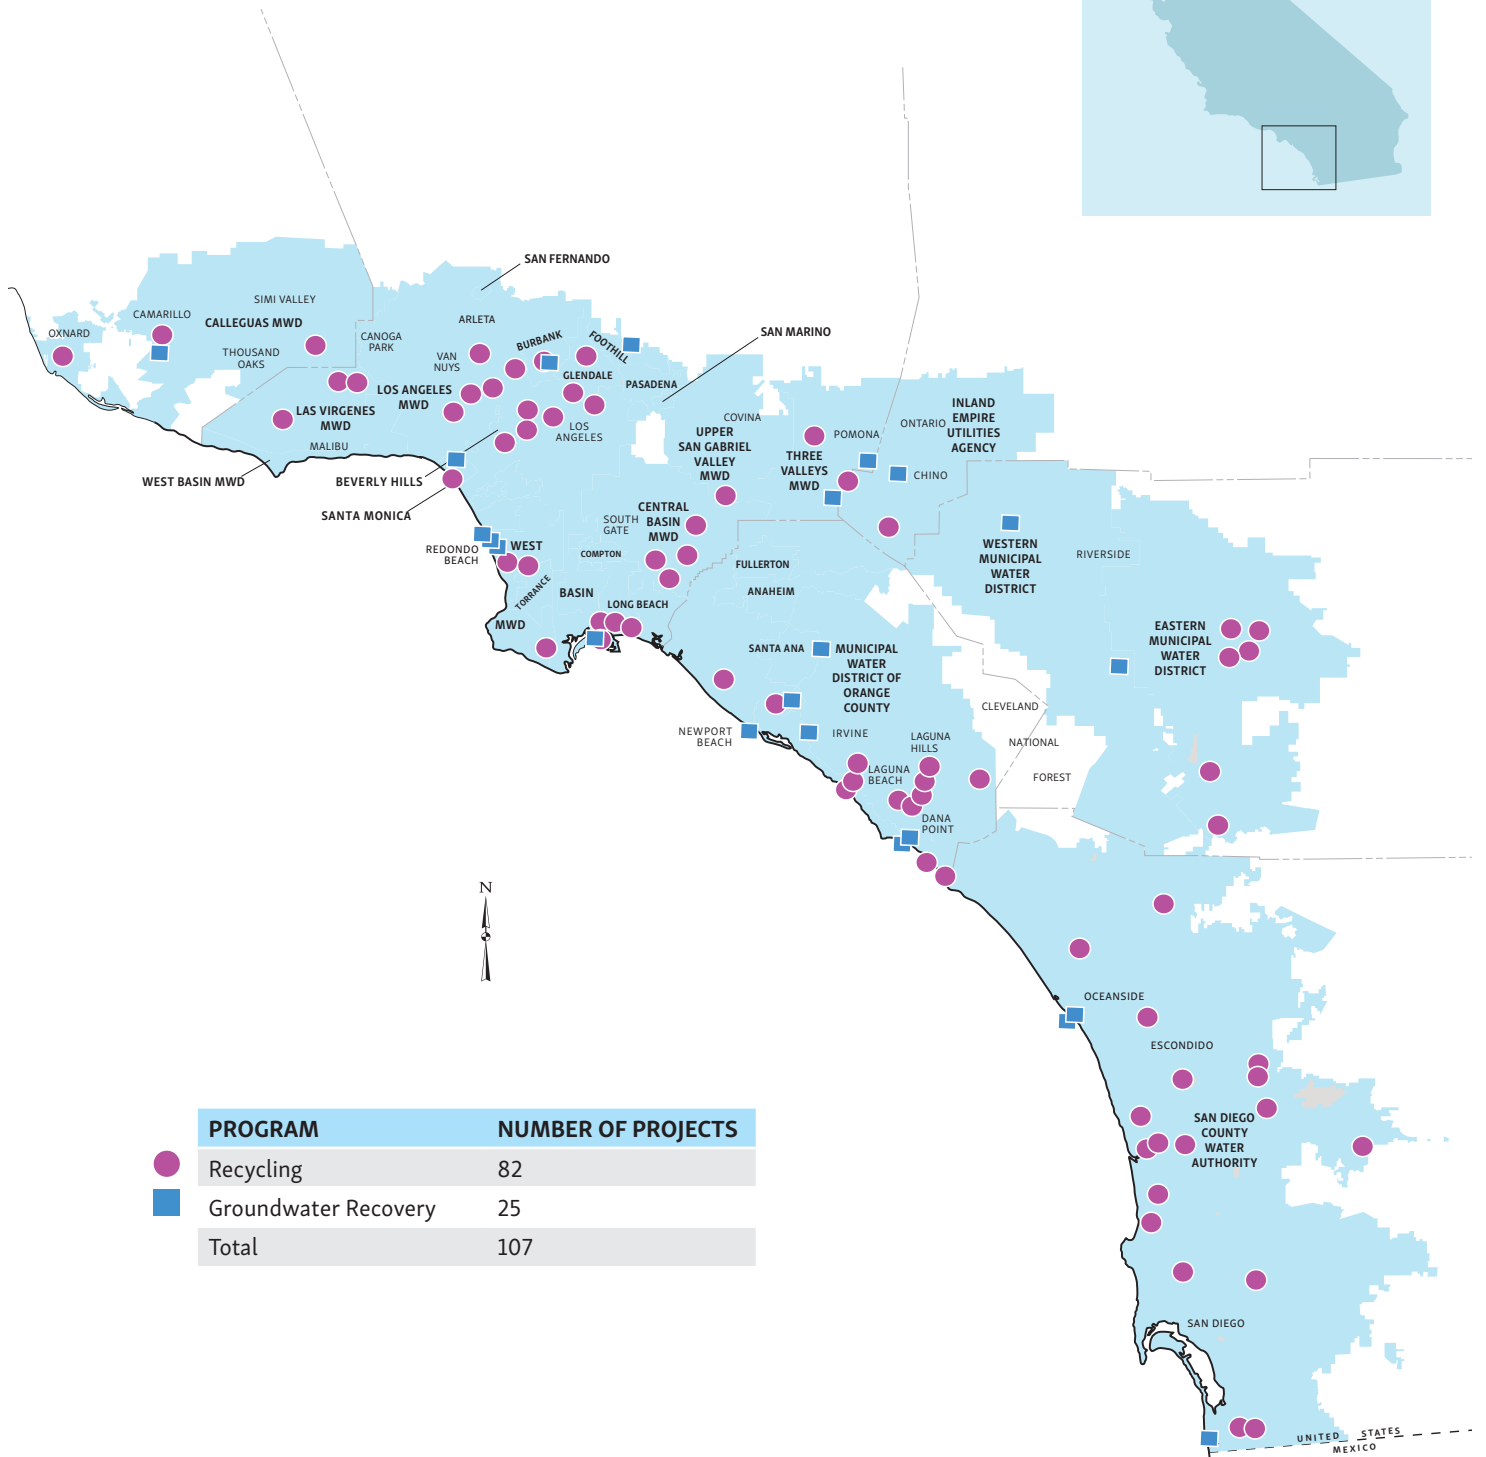 SAN FERNANDO
SIMI VALLEY
CAMARILLO
CALLEGUAS MWD
ARLETA
OXNARD
CANOGA
PARK
BURBANK
FOOTHILL
SAN MARINO
THOUSAND
OAKS
VAN
NUYS
GLENDALE
PASADENA
LOS ANGELES
MWD
LAS VIRGENES
MWD
MALIBU
LOS
ANGELES
COVINA
UPPER
SAN GABRIEL
VALLEY
MWD
POMONA
ONTARIO
INLAND
EMPIRE
UTILITIES
AGENCY
THREE
VALLEYS
MWD
CHINO
WEST BASIN MWD
BEVERLY HILLS
SANTA MONICA
SOUTH
GATE
CENTRAL
BASIN
MWD
REDONDO
BEACH
WEST
COMPTON
FULLERTON
WESTERN
MUNICIPAL
WATER
DISTRICT
RIVERSIDE
TORRANCE
BASIN
ANAHEIM
LONG BEACH
MWD
EASTERN
MUNICIPAL
WATER
DISTRICT
SANTA ANA
MUNICIPAL
WATER
DISTRICT OF
ORANGE
COUNTY
CLEVELAND
NATIONAL
FOREST
NEWPORT
BEACH
IRVINE
LAGUNA
HILLS
LAGUNA
BEACH
DANA
POINT
N
OCEANSIDE
ESCONDIDO
SAN DIEGO
COUNTY
WATER
AUTHORITY
PROGRAM NUMBER OF PROJECTS
Recycling 82
Groundwater Recovery 25
Total 107
SAN DIEGO
UNITED STATES
MEXICO